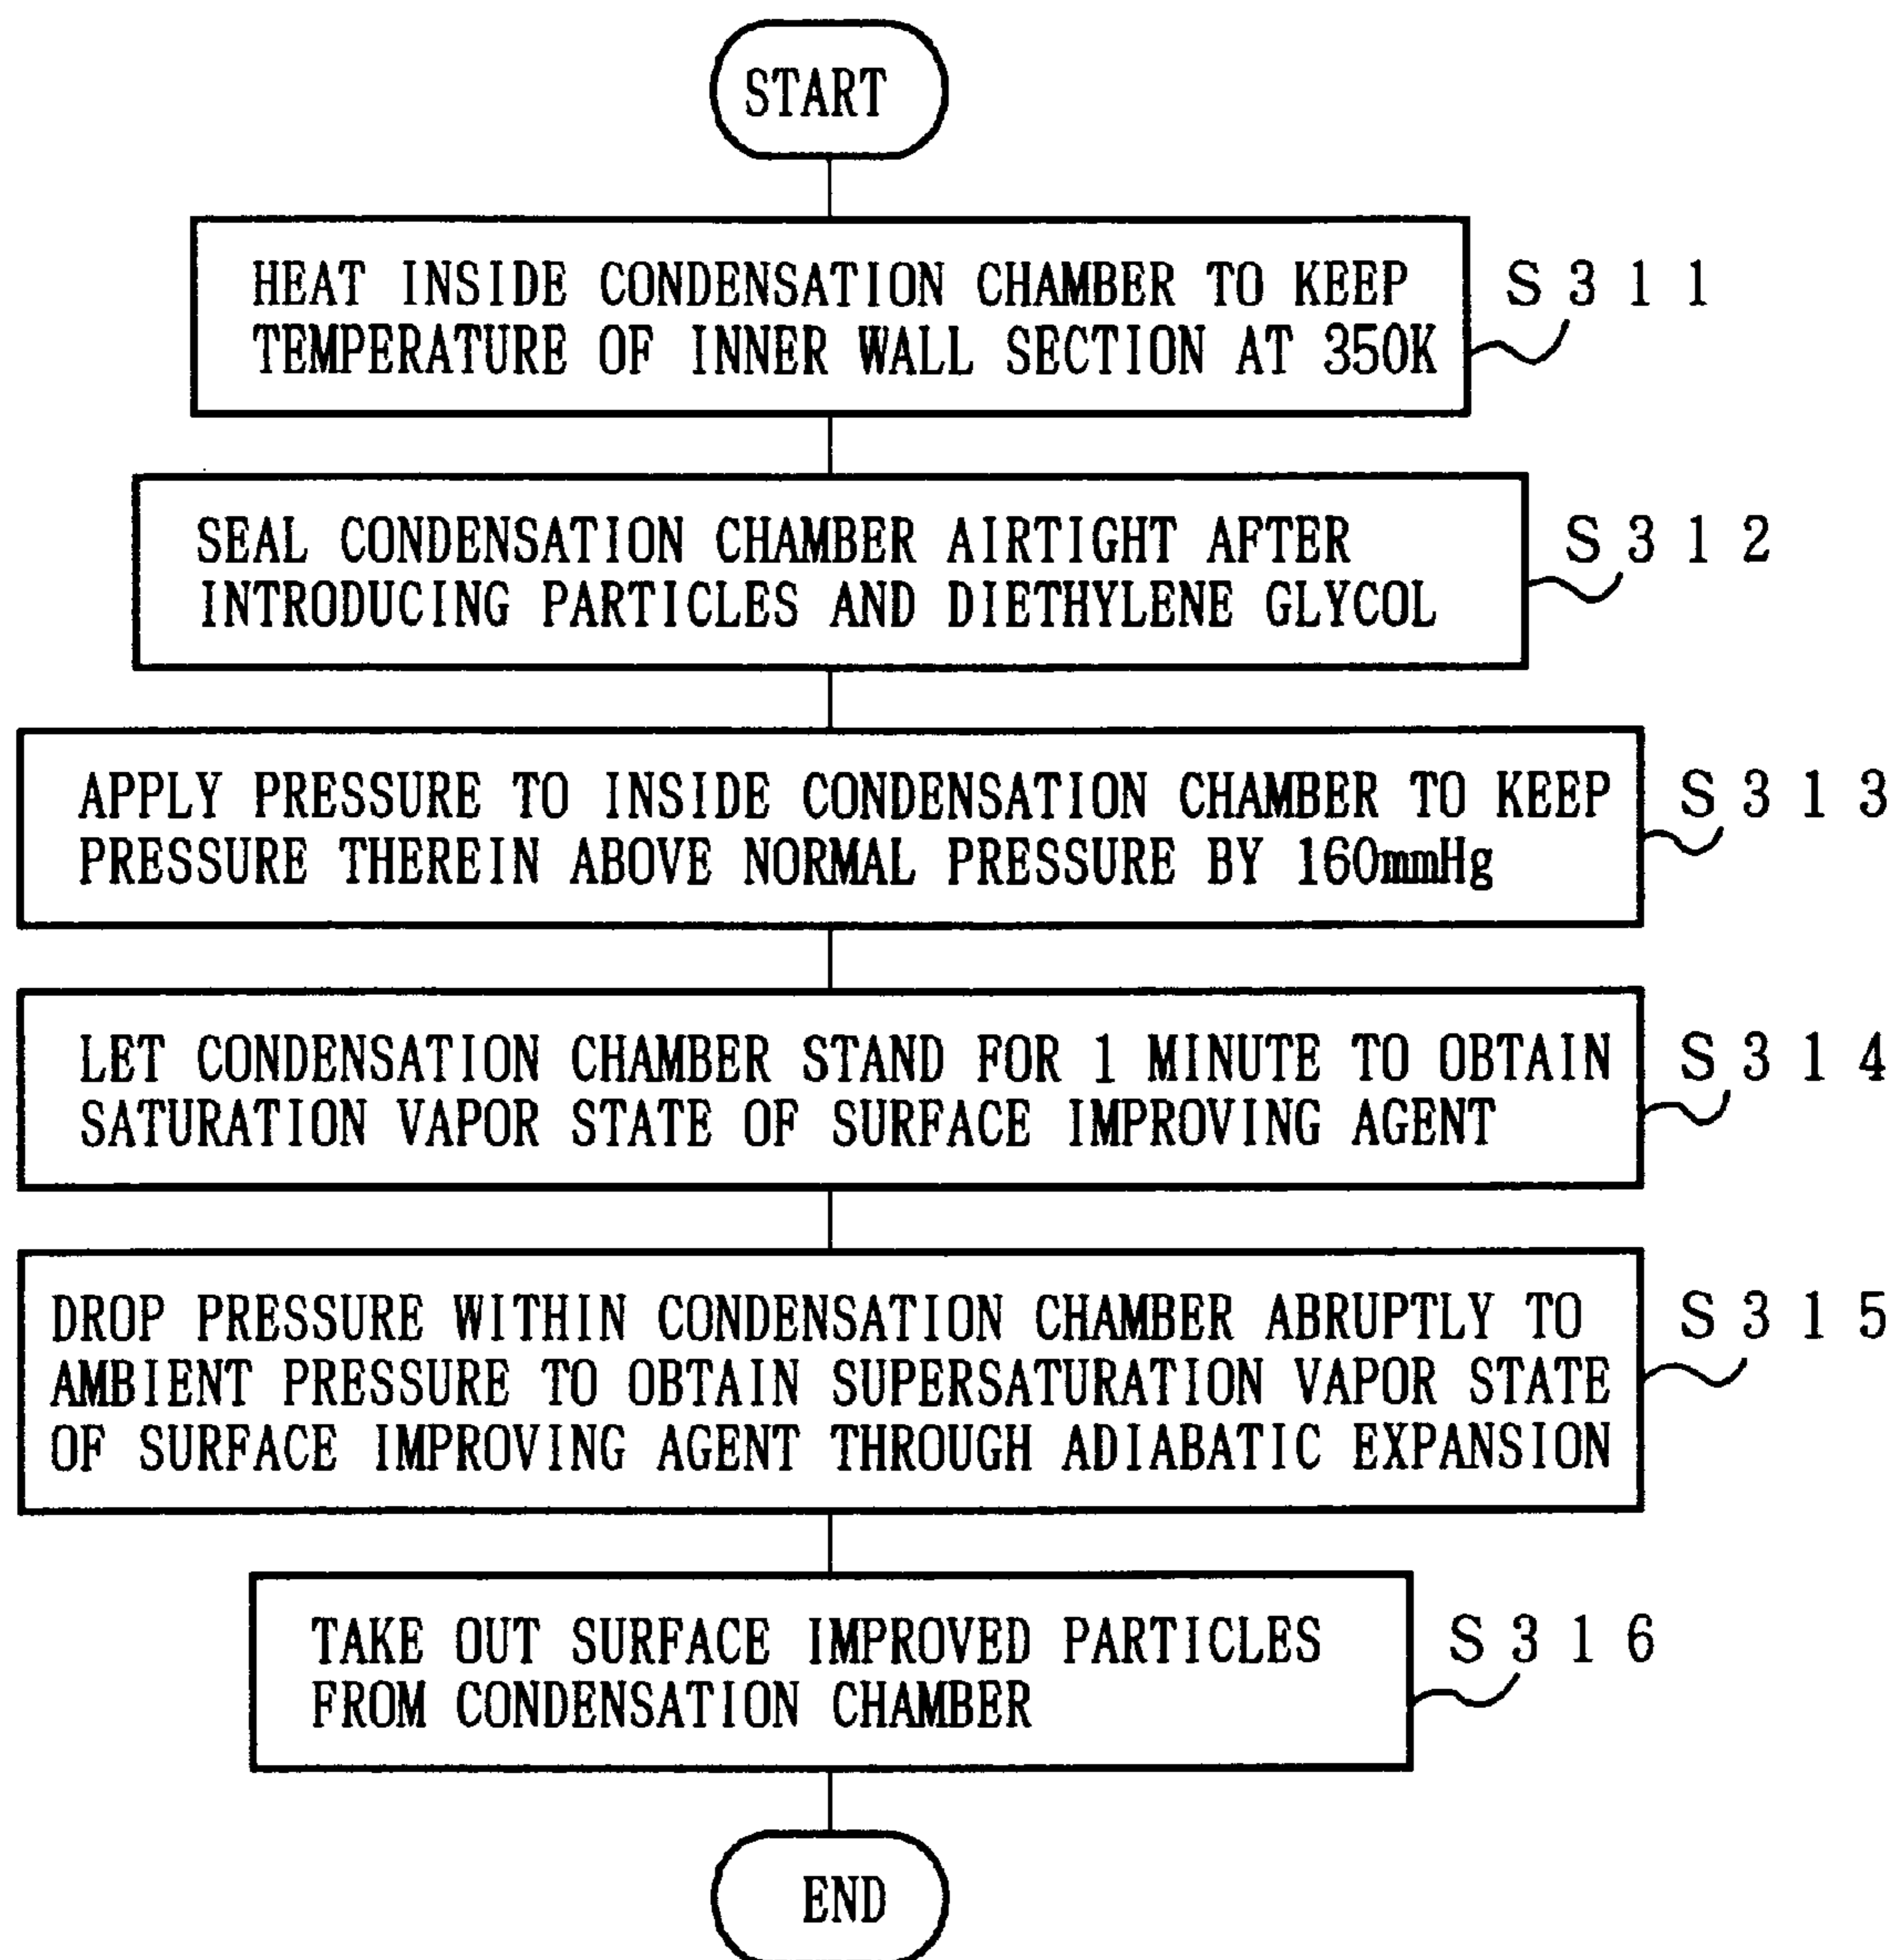 START
HEAT INSIDE CONDENSATION CHAMBER TO KEEP
TEMPERATURE OF INNER WALL SECTION AT 350K
S311
SEAL CONDENSATION CHAMBER AIRTIGHT AFTER
INTRODUCING PARTICLES AND DIETHYLENE GLYCOL
S312
APPLY PRESSURE TO INSIDE CONDENSATION CHAMBER TO KEEP
PRESSURE THEREIN ABOVE NORMAL PRESSURE BY 160mmHg
S313
LET CONDENSATION CHAMBER STAND FOR 1 MINUTE TO OBTAIN
SATURATION VAPOR STATE OF SURFACE IMPROVING AGENT
S314
DROP PRESSURE WITHIN CONDENSATION CHAMBER ABRUPTLY TO
AMBIENT PRESSURE TO OBTAIN SUPERSATURATION VAPOR STATE
OF SURFACE IMPROVING AGENT THROUGH ADIABATIC EXPANSION
S315
TAKE OUT SURFACE IMPROVED PARTICLES
FROM CONDENSATION CHAMBER
S316
END